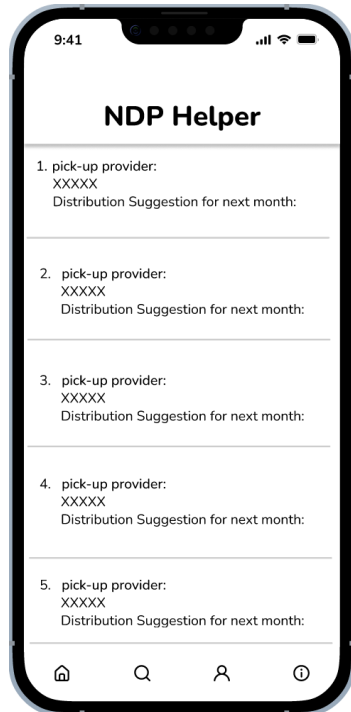 9:41
NDP Helper
1. pick-up provider:
XXXXX
Distribution Suggestion for next month:
2. pick-up provider:
XXXXX
Distribution Suggestion for next month:
3. pick-up provider:
XXXXX
Distribution Suggestion for next month:
4. pick-up provider:
XXXXX
Distribution Suggestion for next month:
5. pick-up provider:
XXXXX
Distribution Suggestion for next month: